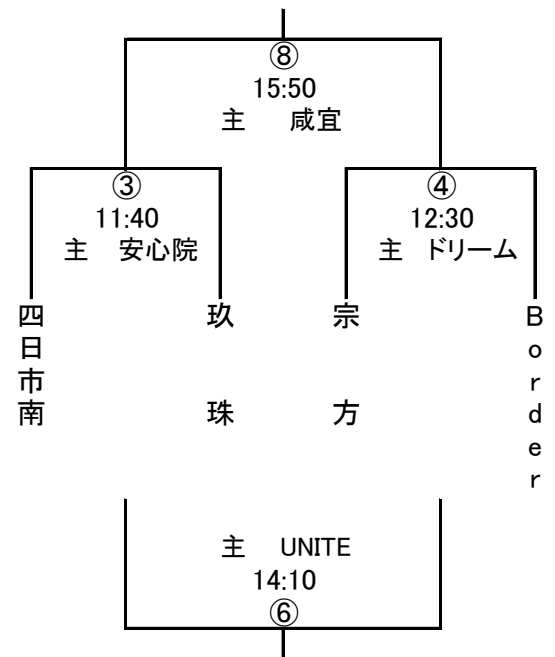 ⑧
15:50
主 咸宜
③
11:40
主 安心院
④
12:30
主 ドリーム
四日市南
玖珠
宗方
Border
主 UNITE
14:10
⑥